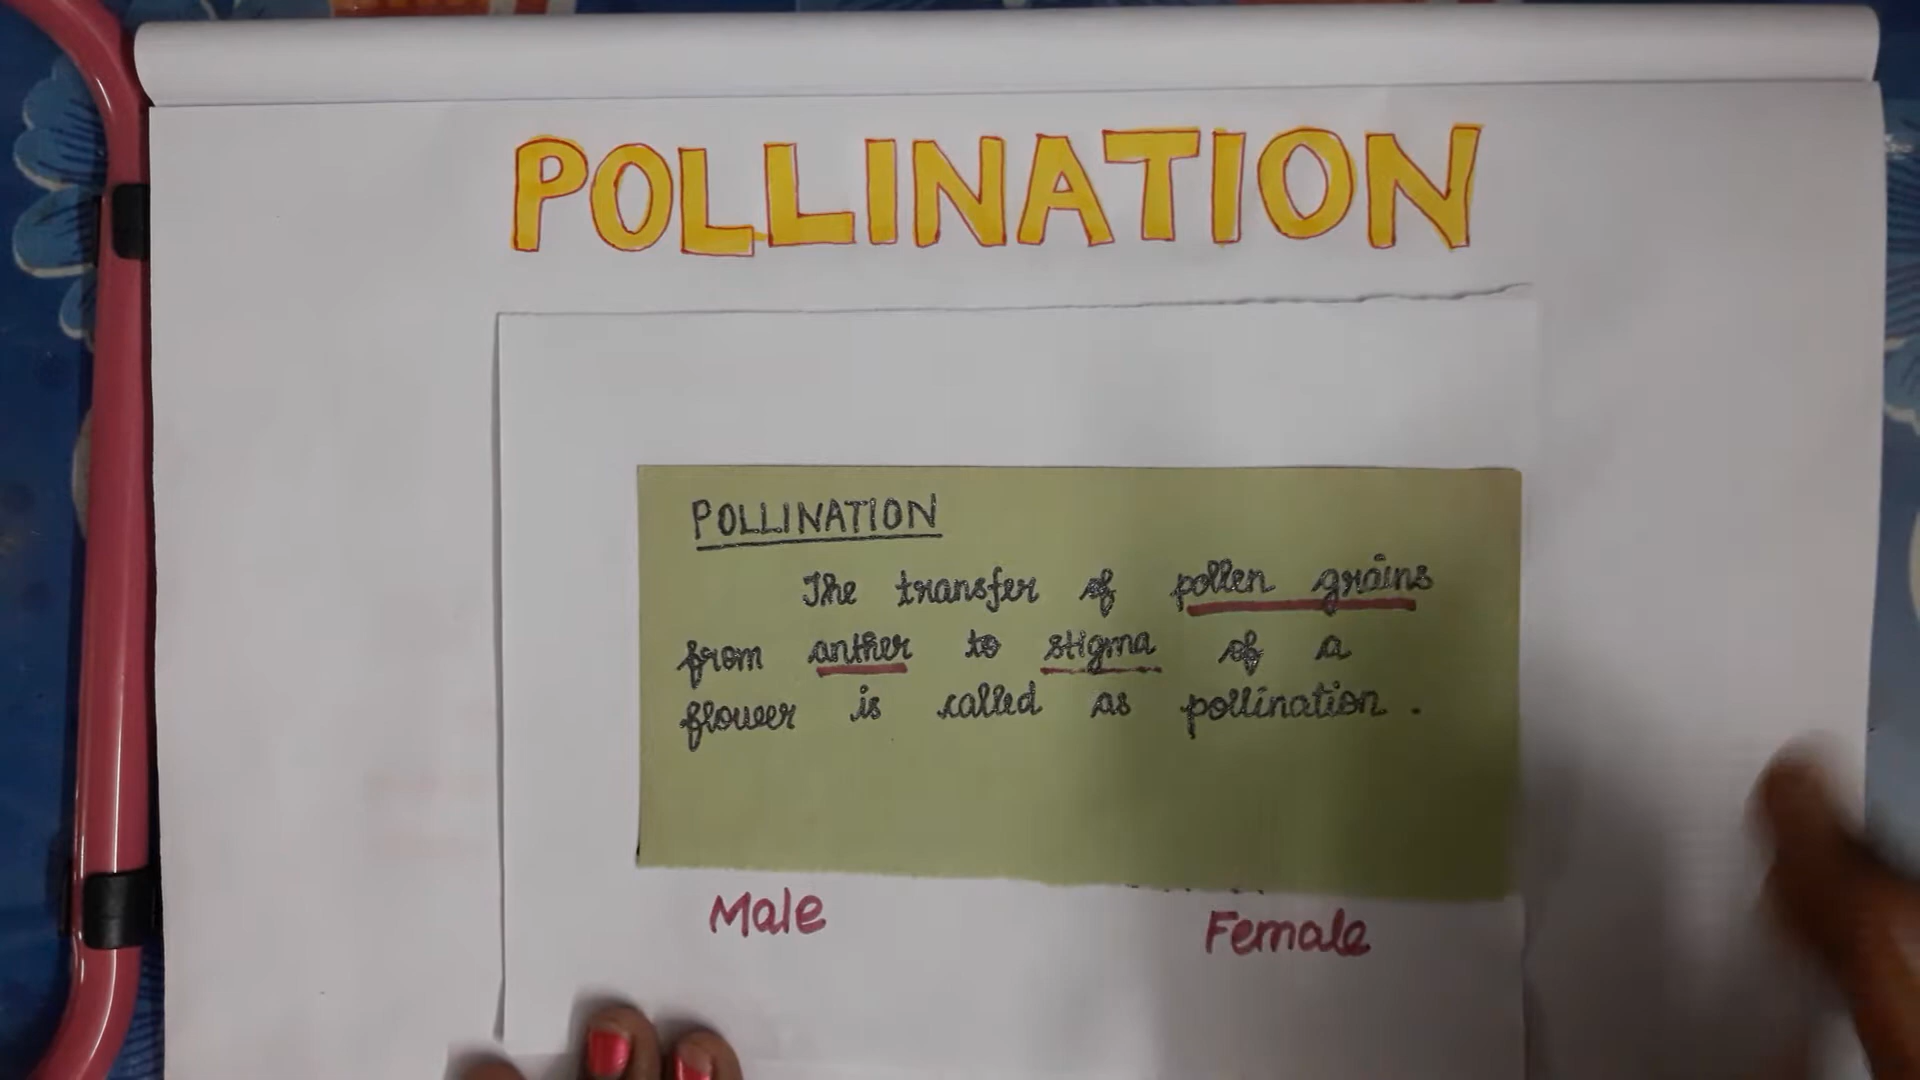 POLLINATION
POLLINATION
The transfer of pollen grains
from anther to stigma of a
flower is called as pollination .
Male
Female